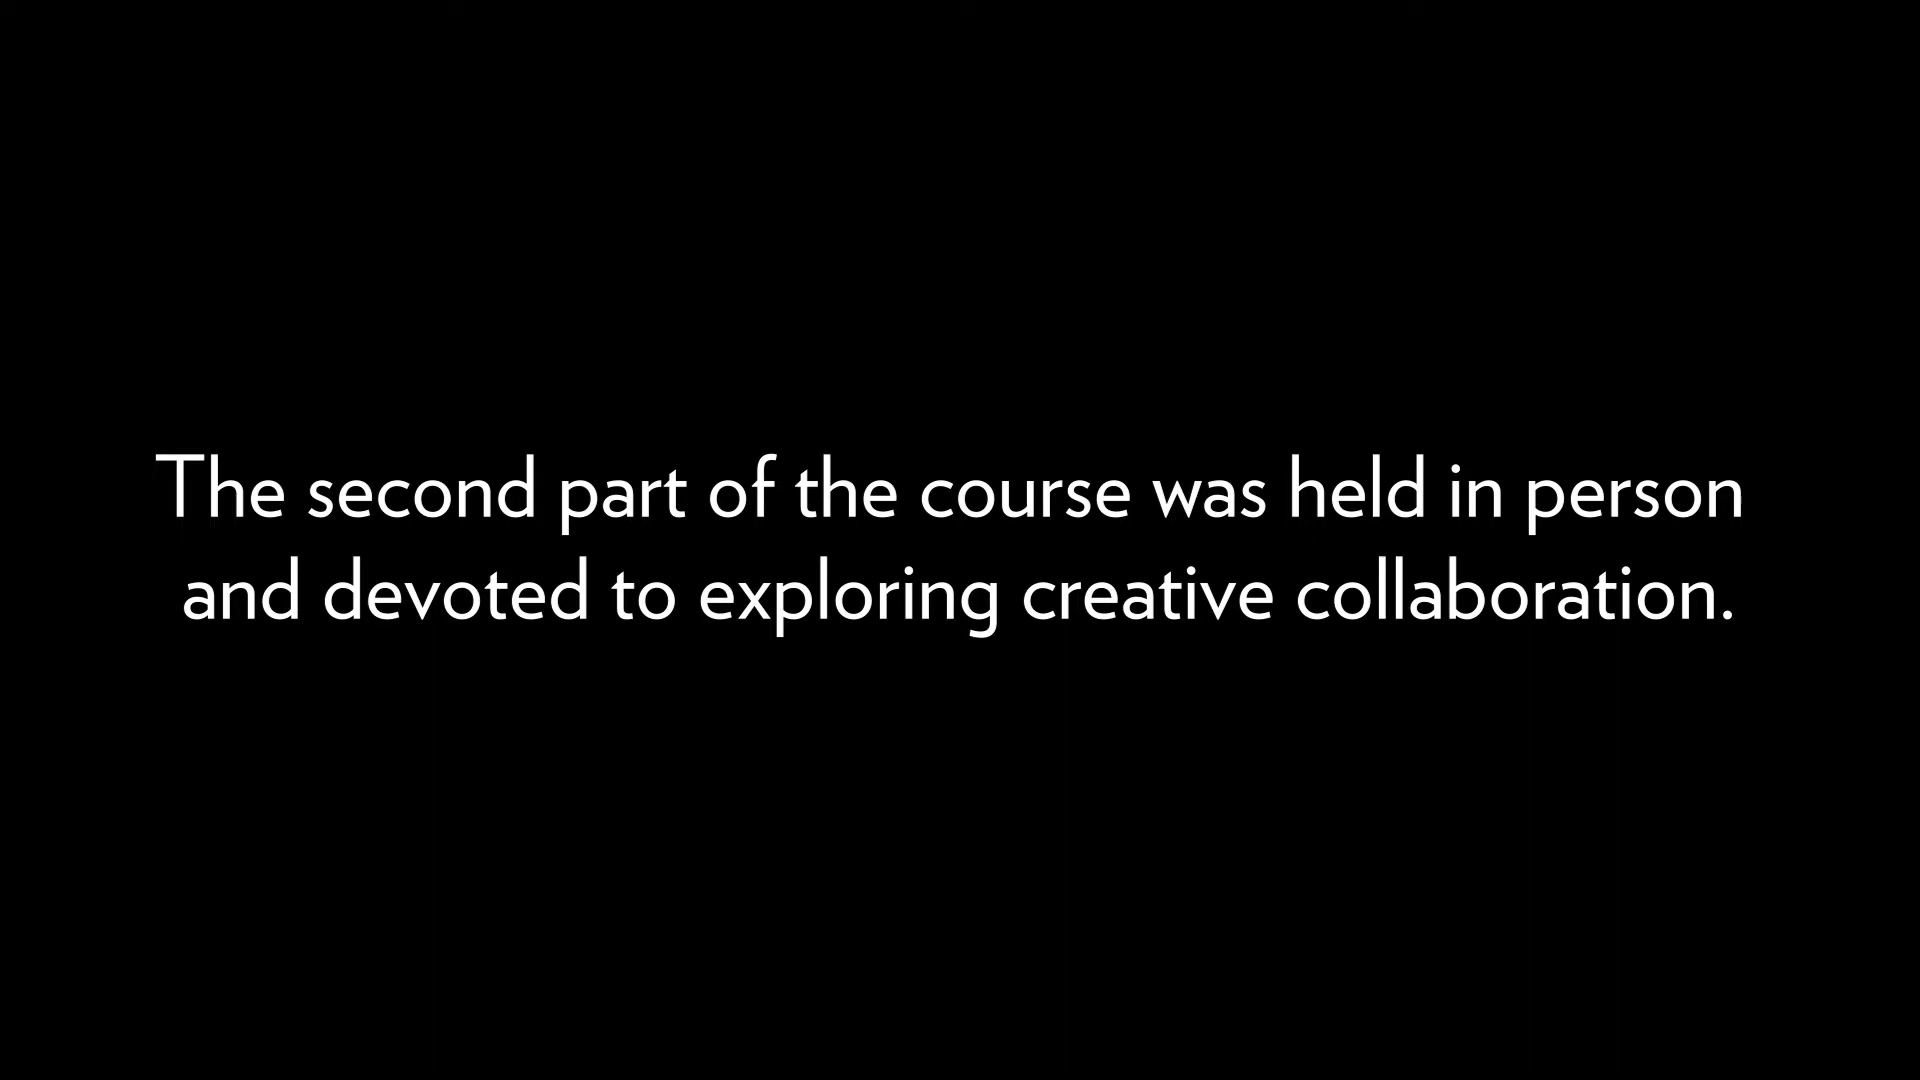 The second part of the course was held in person
and devoted to exploring creative collaboration.